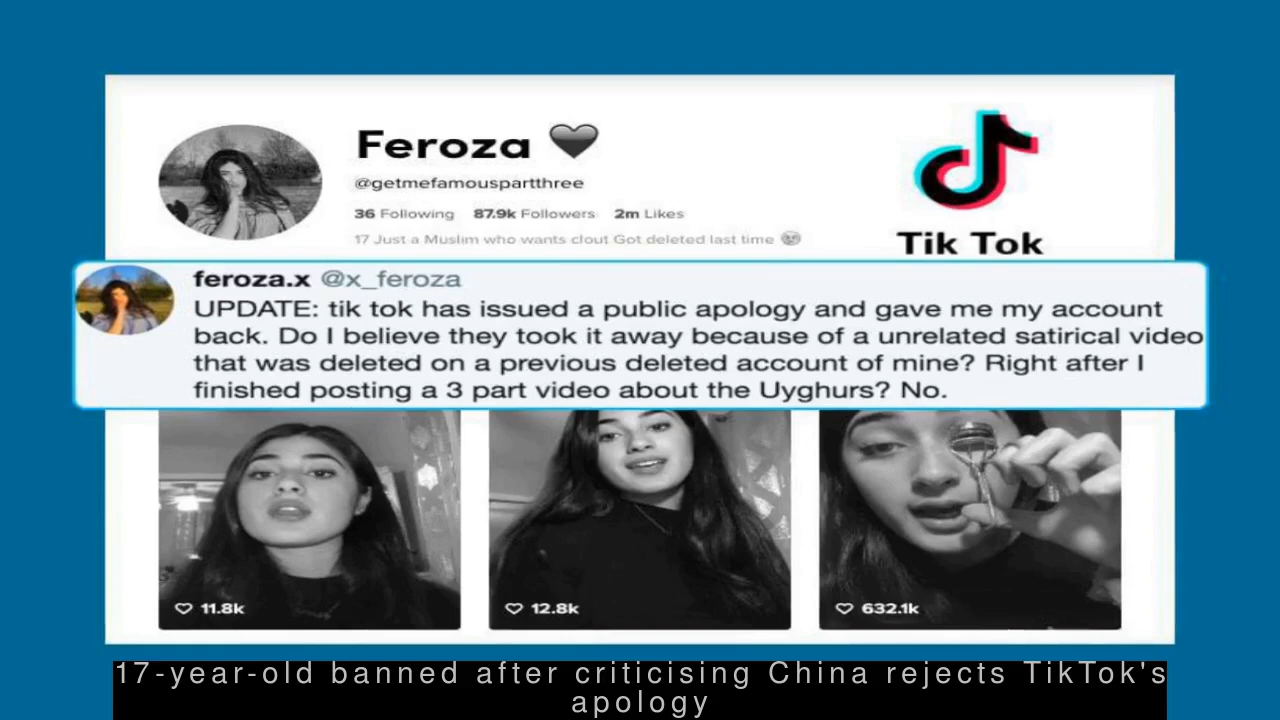 Feroza 🖤
@getmefamouspartthree
36 Following 87.9k Followers 2m Likes
17 Just a Muslim who wants clout Got deleted last time
Tik Tok
feroza.x @x_feroza
UPDATE: tik tok has issued a public apology and gave me my account
back. Do I believe they took it away because of a unrelated satirical video
that was deleted on a previous deleted account of mine? Right after I
finished posting a 3 part video about the Uyghurs? No.
11.8k
12.8k
632.1k
17-year-old banned after criticising China rejects TikTok's
apology